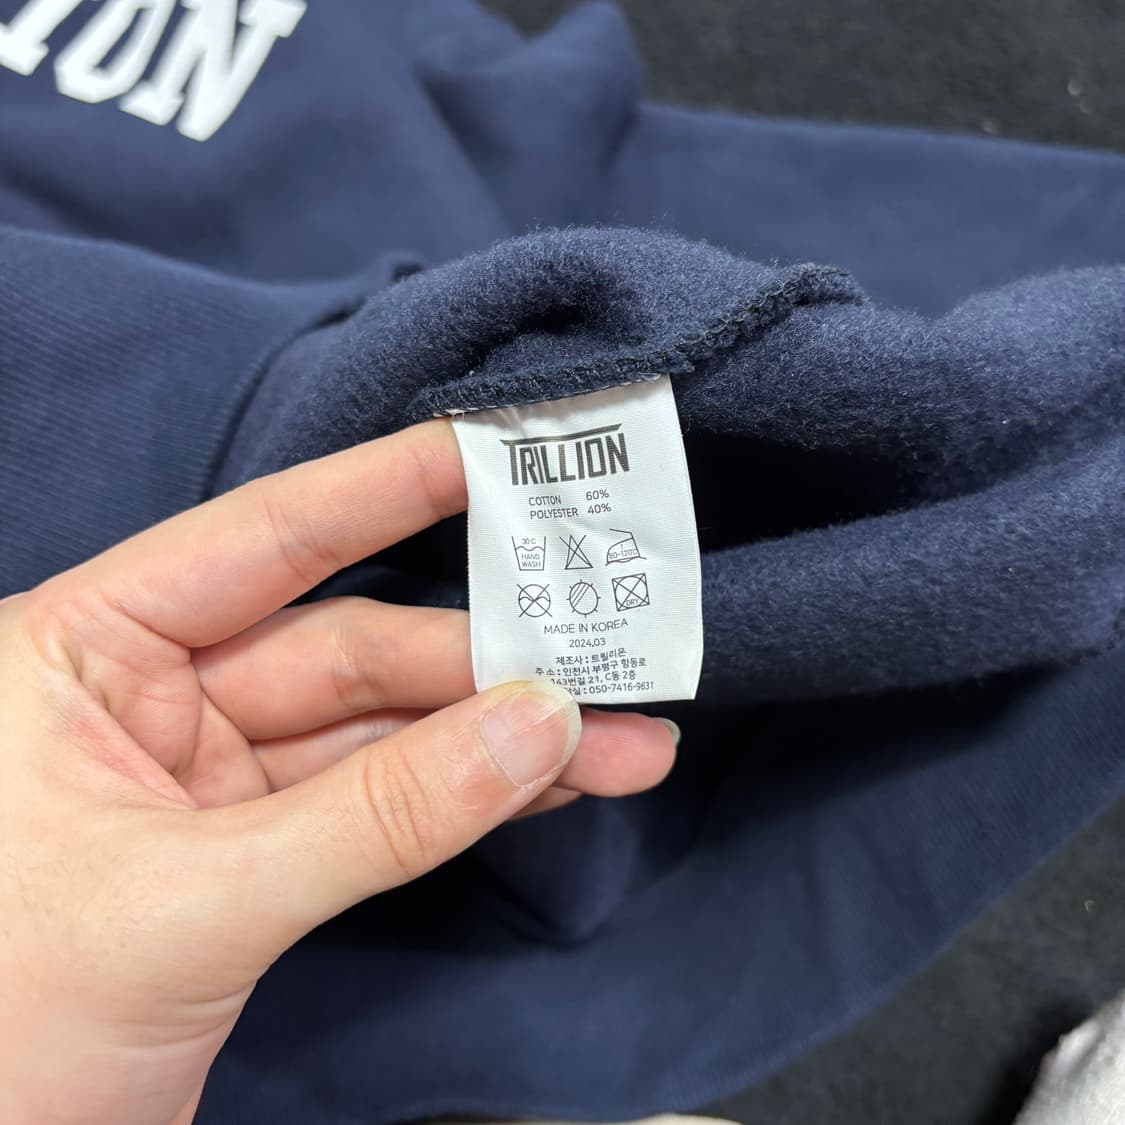 TON
TRILLION
COTTON 60%
POLYESTER 40%
30·C
HAND
WASH
80-120℃
DRY
MADE IN KOREA
2024.03
제조사 : 트릴리온
주 소 : 인천시 부평구 항동로
143번길 21, C동 2층
실 : 050-7416-9631